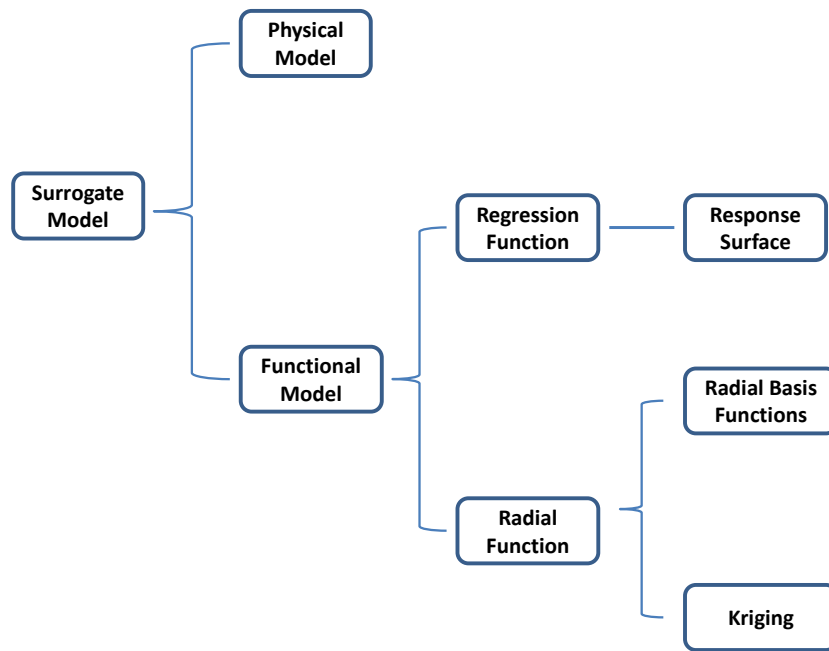 Physical
Model
Surrogate
Model
Regression
Function
Response
Surface
Functional
Model
Radial Basis
Functions
Radial
Function
Kriging